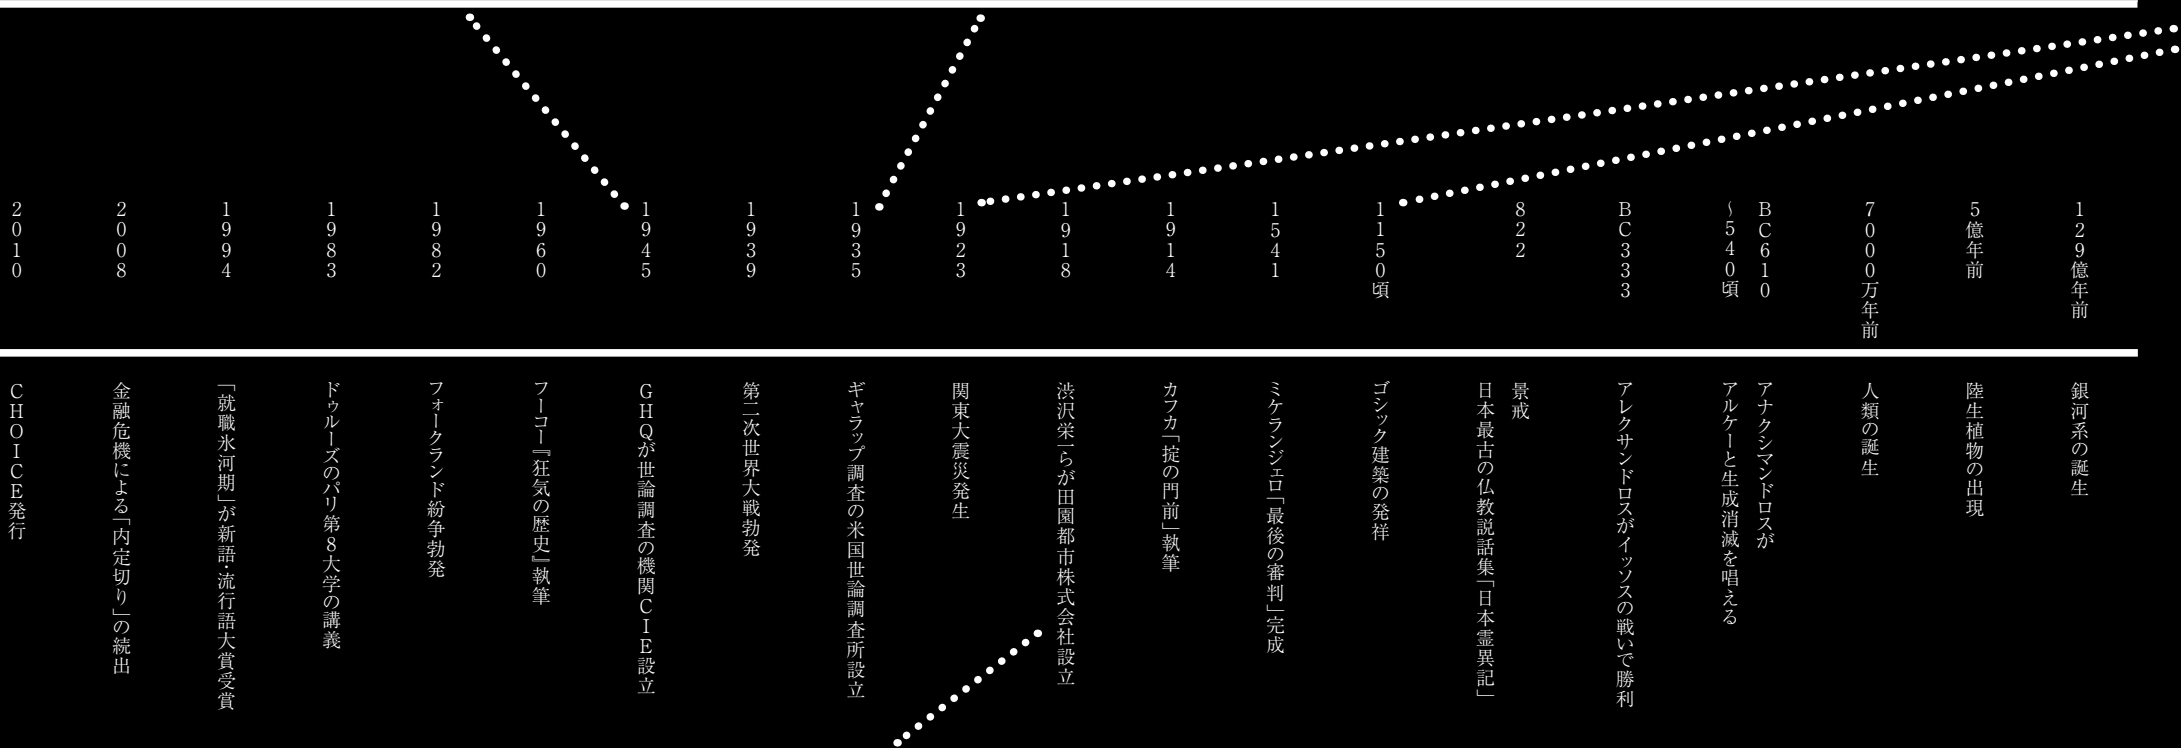 129億年前
銀河系の誕生
5億年前
陸生植物の出現
7000万年前
人類の誕生
BC610
～540頃
アナクシマンドロスが
アルケーと生成消滅を唱える
BC333
アレクサンドロスがイッソスの戦いで勝利
822
景戒
日本最古の仏教説話集「日本霊異記」
1150頃
ゴシック建築の発祥
1541
ミケランジェロ「最後の審判」完成
1914
カフカ「掟の門前」執筆
1918
渋沢栄一らが田園都市株式会社設立
1923
関東大震災発生
1935
ギャラップ調査の米国世論調査所設立
1939
第二次世界大戦勃発
1945
GHQが世論調査の機関CIE設立
1960
フーコー『狂気の歴史』執筆
1982
フォークランド紛争勃発
1983
ドゥルーズのパリ第8大学の講義
1994
「就職氷河期」が新語・流行語大賞受賞
2008
金融危機による「内定切り」の続出
2010
CHOICE発行